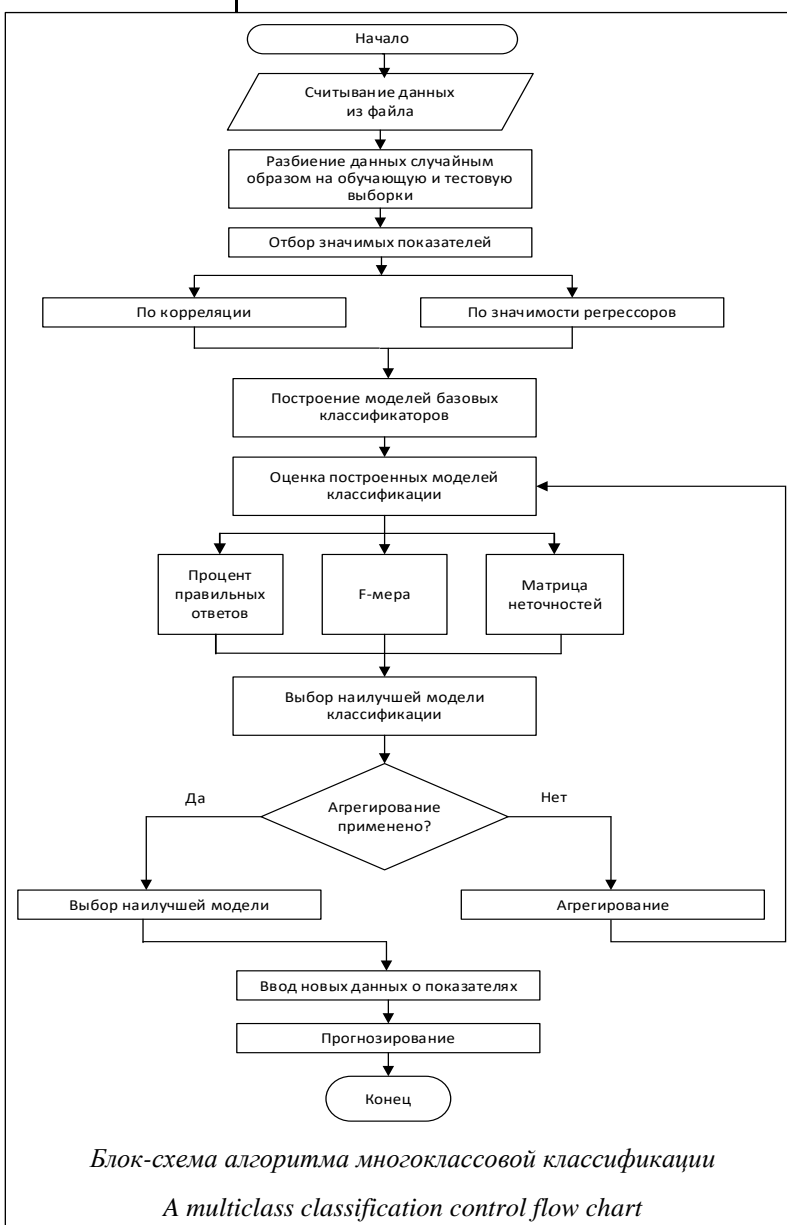 Начало
Считывание данных
из файла
Разбиение данных случайным
образом на обучающую и тестовую
выборки
Отбор значимых показателей
По корреляции
По значимости регрессоров
Построение моделей базовых
классификаторов
Оценка построенных моделей
классификации
Процент
правильных
ответов
F-мера
Матрица
неточностей
Выбор наилучшей модели
классификации
Да
Агрегирование
применено?
Нет
Выбор наилучшей модели
Агрегирование
Ввод новых данных о показателях
Прогнозирование
Конец
Блок-схема алгоритма многоклассовой классификации
A multiclass classification control flow chart